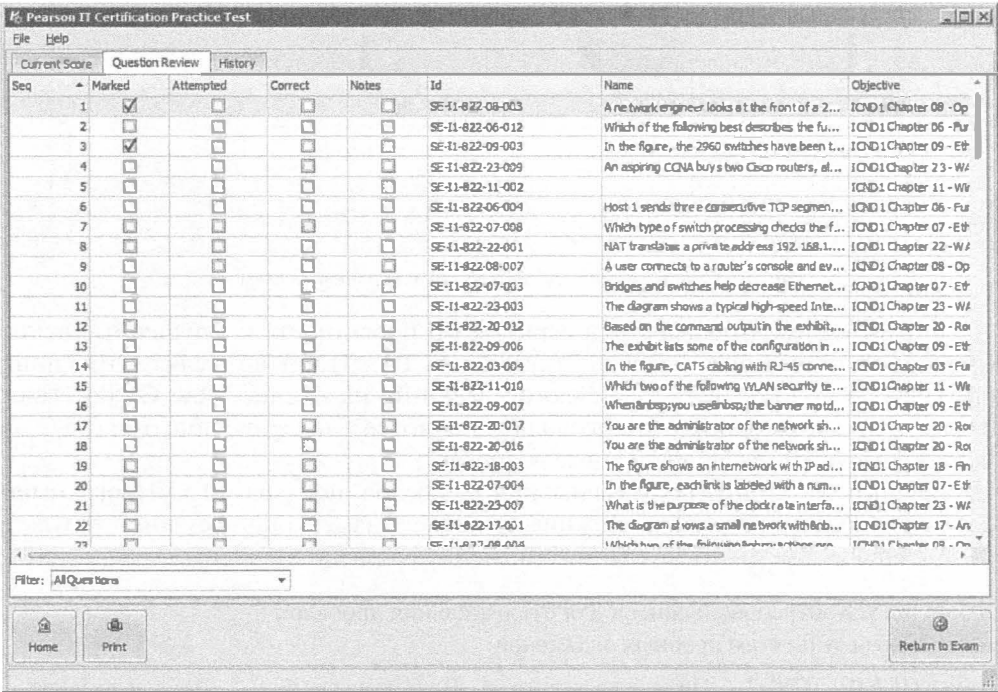 Pearson IT Certification Practice Test
File Help
Current Score Question Review History
Seq Marked Attempted Correct Notes Id Name Objective
1 SE-I1-822-08-003 A network engineer looks at the front of a 2... ICND1 Chapter 08 - Op
2 SE-I1-822-06-012 Which of the following best describes the fu... ICND1 Chapter 06 - Fur
3 SE-I1-822-09-003 In the figure, the 2960 switches have been t... ICND1 Chapter 09 - Eth
4 SE-I1-822-23-009 An aspiring CCNA buys two Cisco routers, al... ICND1 Chapter 23 - WA
5 SE-I1-822-11-002 ICND1 Chapter 11 - Wir
6 SE-I1-822-06-004 Host 1 sends three consecutive TCP segmen... ICND1 Chapter 06 - Fur
7 SE-I1-822-07-008 Which type of switch processing checks the f... ICND1 Chapter 07 - Eth
8 SE-I1-822-22-001 NAT translates a private address 192.168.1.... ICND1 Chapter 22 - WA
9 SE-I1-822-08-007 A user connects to a router's console and ev... ICND1 Chapter 08 - Op
10 SE-I1-822-07-003 Bridges and switches help decrease Ethernet... ICND1 Chapter 07 - Eth
11 SE-I1-822-23-003 The diagram shows a typical high-speed Inte... ICND1 Chapter 23 - WA
12 SE-I1-822-20-012 Based on the command output in the exhibit,... ICND1 Chapter 20 - Rou
13 SE-I1-822-09-006 The exhibit lists some of the configuration in ... ICND1 Chapter 09 - Eth
14 SE-I1-822-03-004 In the figure, CAT5 cabling with RJ-45 conne... ICND1 Chapter 03 - Fur
15 SE-I1-822-11-010 Which two of the following WLAN security te... ICND1 Chapter 11 - Wir
16 SE-I1-822-09-007 When&nbsp;you use&nbsp;the banner motd... ICND1 Chapter 09 - Eth
17 SE-I1-822-20-017 You are the administrator of the network sh... ICND1 Chapter 20 - Rou
18 SE-I1-822-20-016 You are the administrator of the network sh... ICND1 Chapter 20 - Rou
19 SE-I1-822-18-003 The figure shows an internetwork with IP ad... ICND1 Chapter 18 - Fin
20 SE-I1-822-07-004 In the figure, each link is labeled with a num... ICND1 Chapter 07 - Eth
21 SE-I1-822-23-007 What is the purpose of the clock rate interfa... ICND1 Chapter 23 - WA
22 SE-I1-822-17-001 The diagram shows a small network with&nb... ICND1 Chapter 17 - An
23 SE-I1-822-08-004 Which two of the following&nbsp;actions are ICND1 Chapter 08 - Op
Filter: All Questions
Home Print Return to Exam